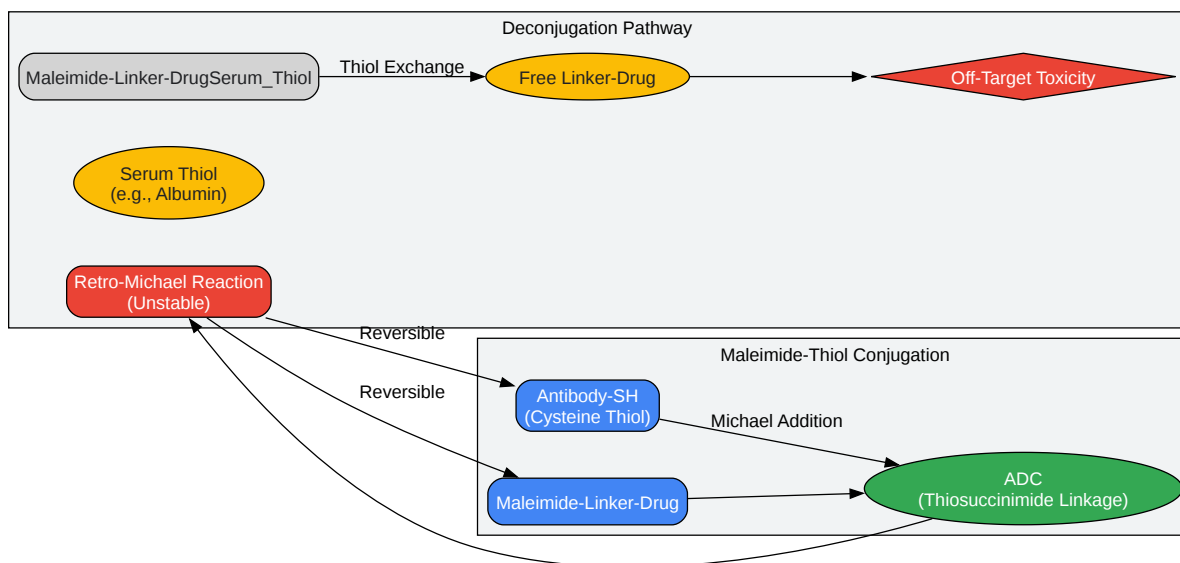 Deconjugation Pathway
Maleimide-Linker-DrugSerum_Thiol
Thiol Exchange
Free Linker-Drug
Off-Target Toxicity
Serum Thiol
(e.g., Albumin)
Retro-Michael Reaction
(Unstable)
Reversible
Maleimide-Thiol Conjugation
Reversible
Antibody-SH
(Cysteine Thiol)
Michael Addition
Maleimide-Linker-Drug
ADC
(Thiosuccinimide Linkage)